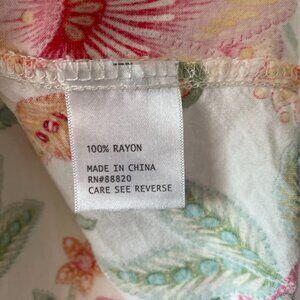 100% RAYON
MADE IN CHINA
RN#88820
CARE SEE REVERSE